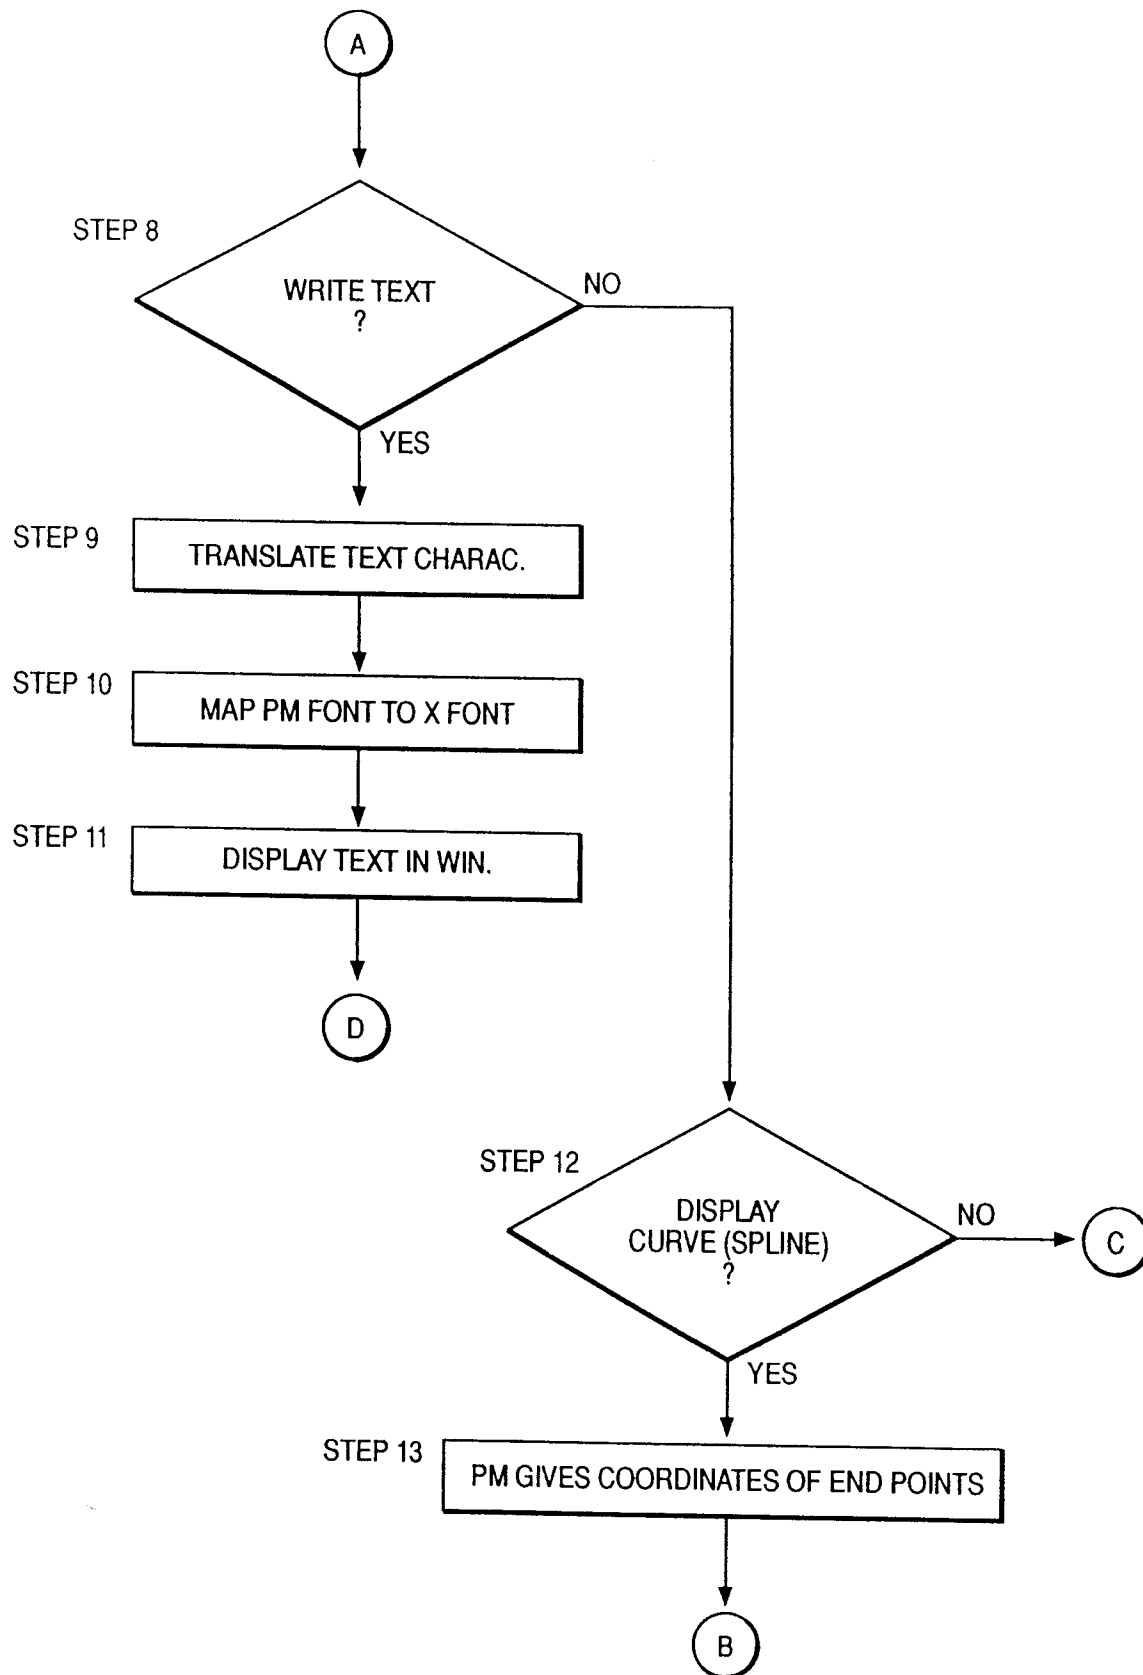 A
STEP 8
WRITE TEXT
?
NO
YES
STEP 9
TRANSLATE TEXT CHARAC.
STEP 10
MAP PM FONT TO X FONT
STEP 11
DISPLAY TEXT IN WIN.
D
STEP 12
DISPLAY
CURVE (SPLINE)
?
NO
C
YES
STEP 13
PM GIVES COORDINATES OF END POINTS
B